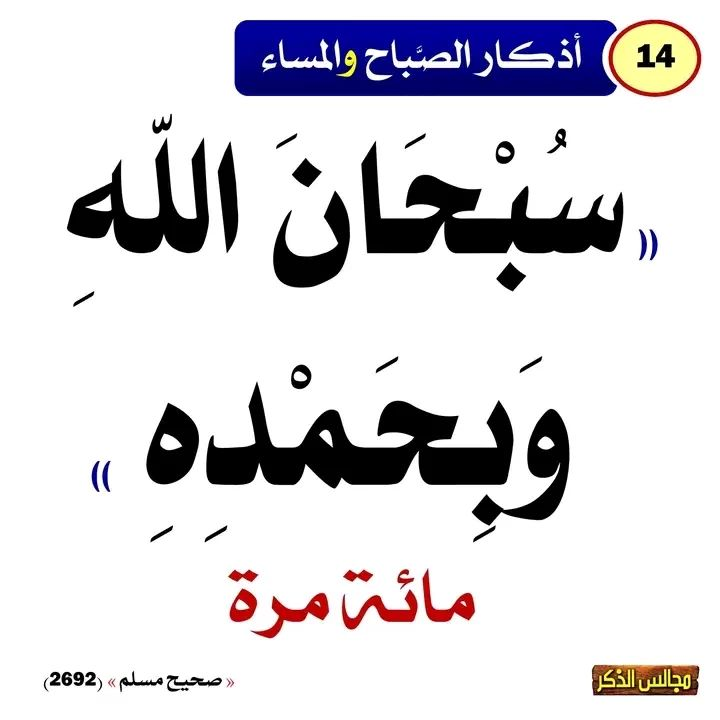 14
أذكار الصَّباح والمساء
(( سُبْحَانَ اللَّهِ
وَبِحَمْدِهِ ))
مائة مرة
« صحيح مسلم » (2692)
مجالس الذكر